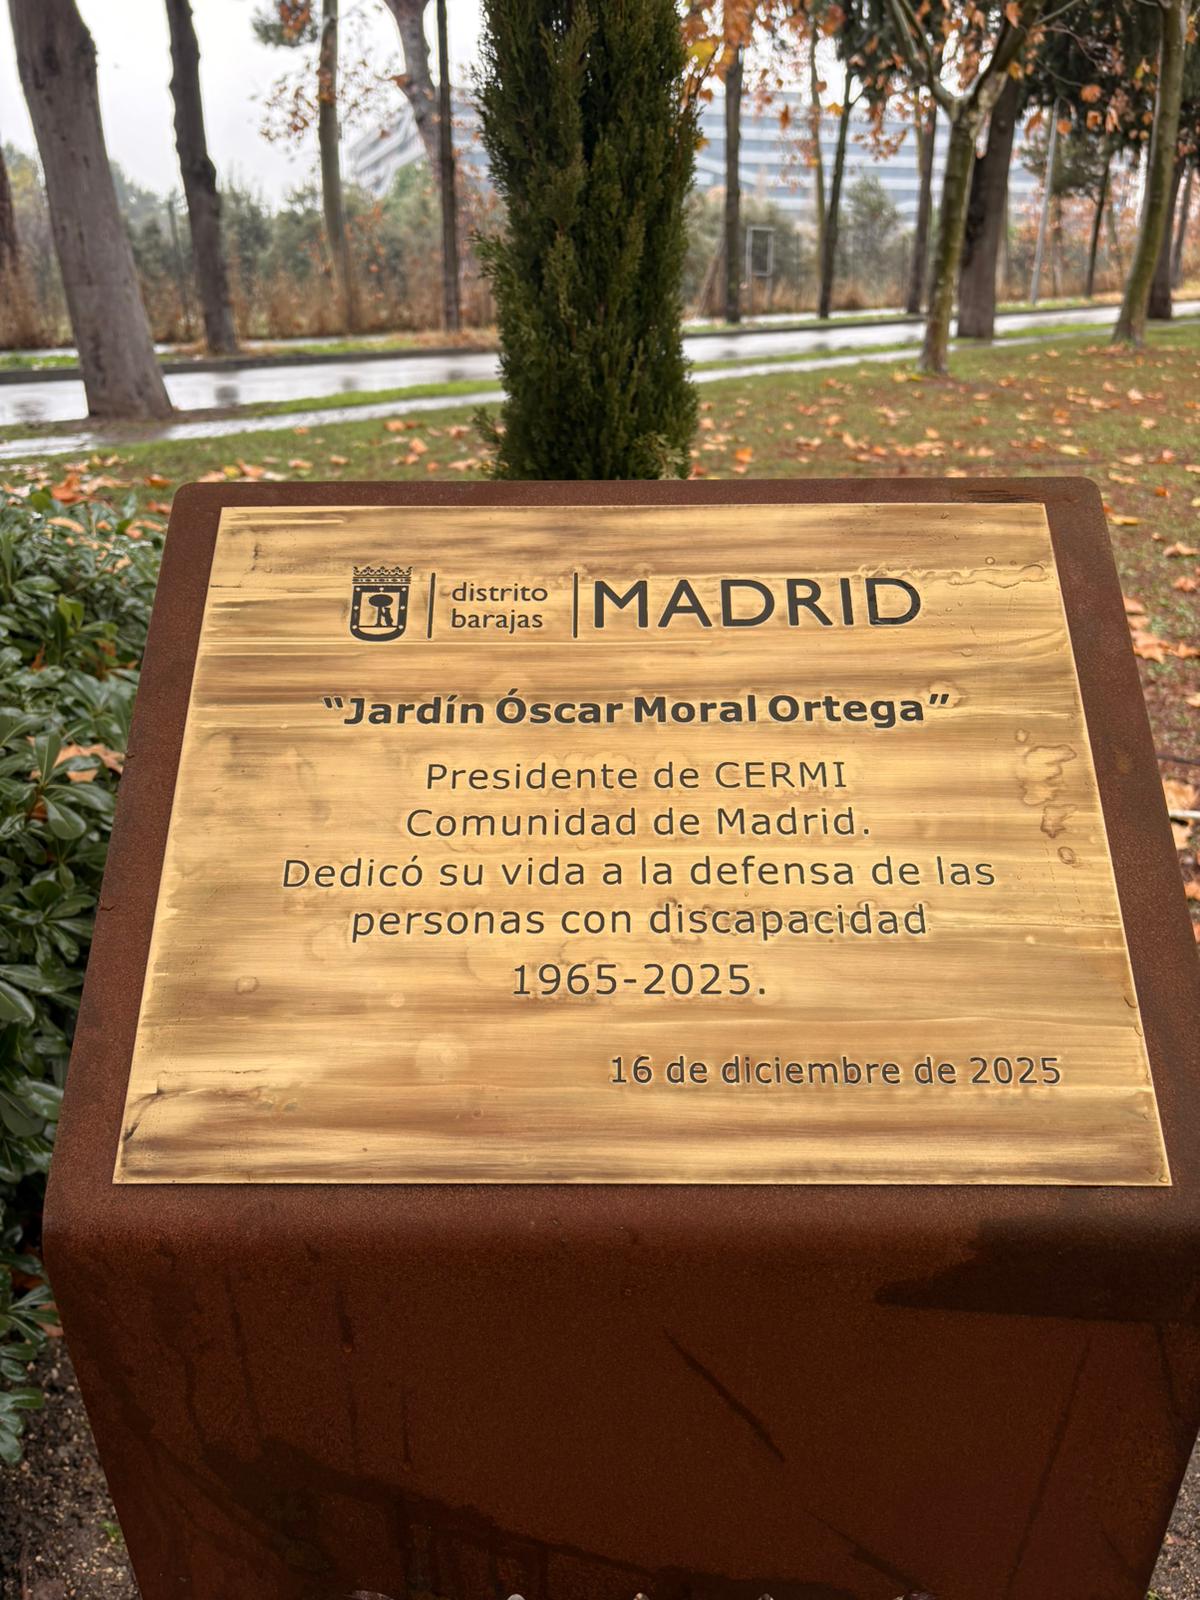 distrito
barajas
MADRID
“Jardín Óscar Moral Ortega”
Presidente de CERMI
Comunidad de Madrid.
Dedicó su vida a la defensa de las
personas con discapacidad
1965-2025.
16 de diciembre de 2025